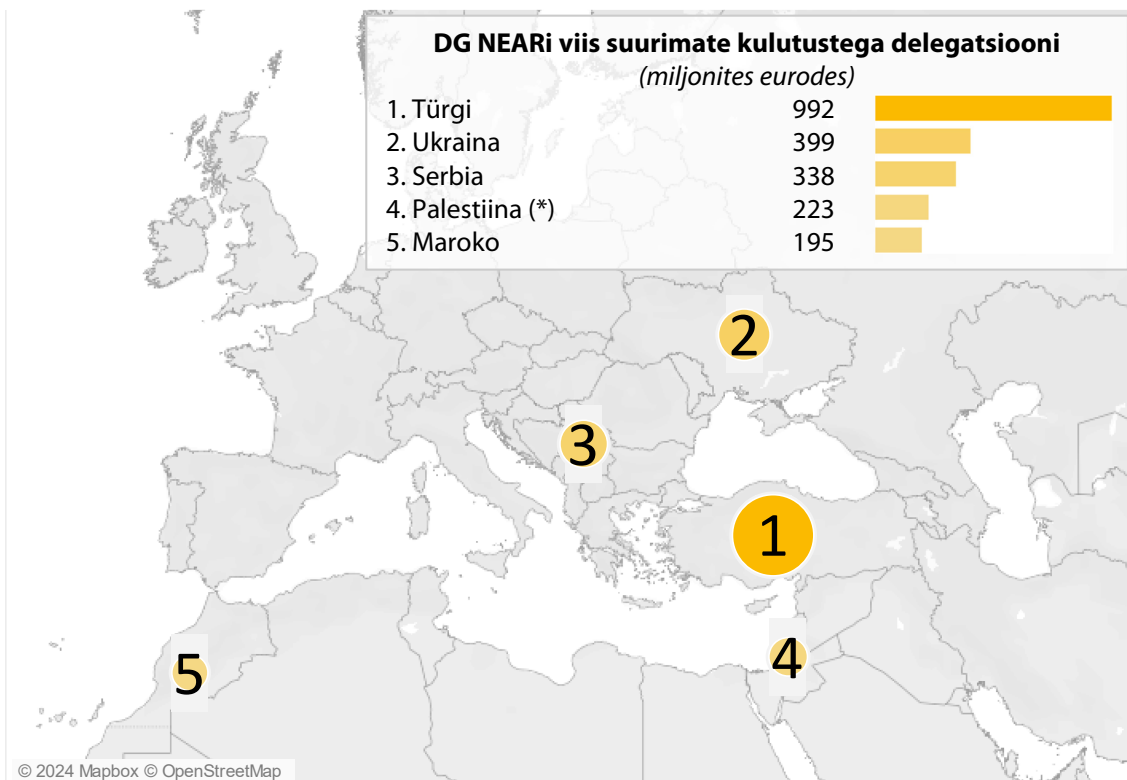 DG NEARi viis suurimate kulutustega delegatsiooni
(miljonites eurodes)
1. Türgi 992
2. Ukraina 399
3. Serbia 338
4. Palestiina (*) 223
5. Maroko 195
2
3
1
4
5
© 2024 Mapbox © OpenStreetMap